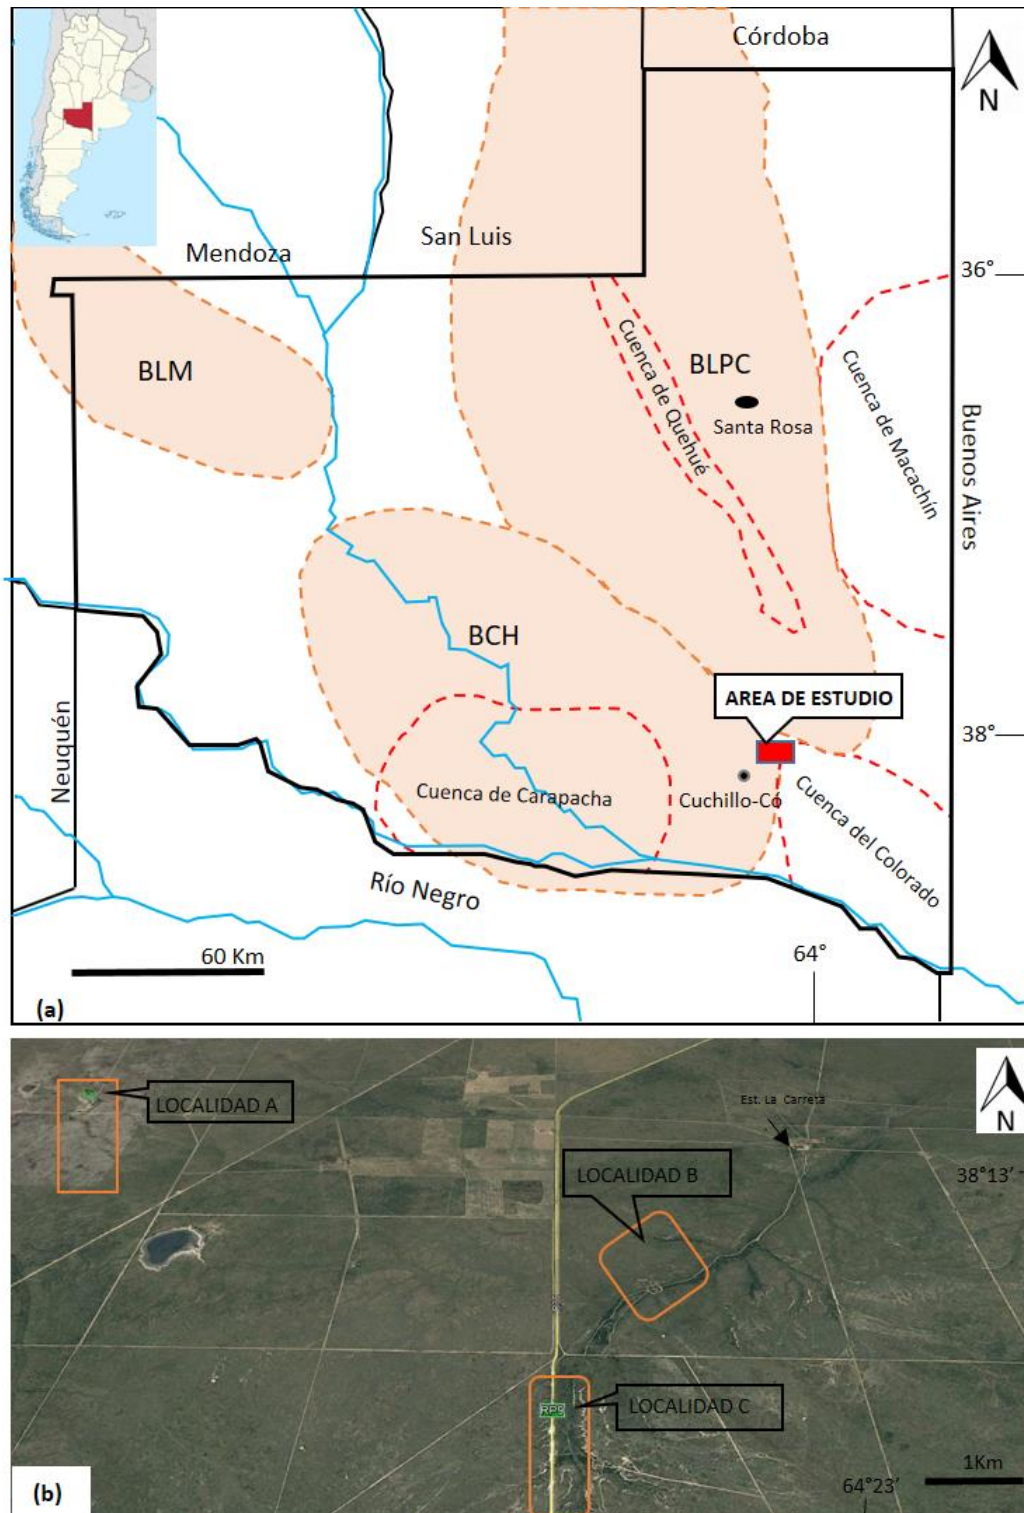 Córdoba
N
San Luis
Mendoza
36°
BLM
BLPC
Cuenca de Quehué
Santa Rosa
Cuenca de Macachín
Buenos Aires
BCH
AREA DE ESTUDIO
38°
Neuquén
Cuenca de Carapacha
Cuchillo-Có
Cuenca del Colorado
Río Negro
60 Km
64°
(a)
LOCALIDAD A
Est. La Carreta
N
LOCALIDAD B
38°13'
LOCALIDAD C
1Km
64°23'
(b)